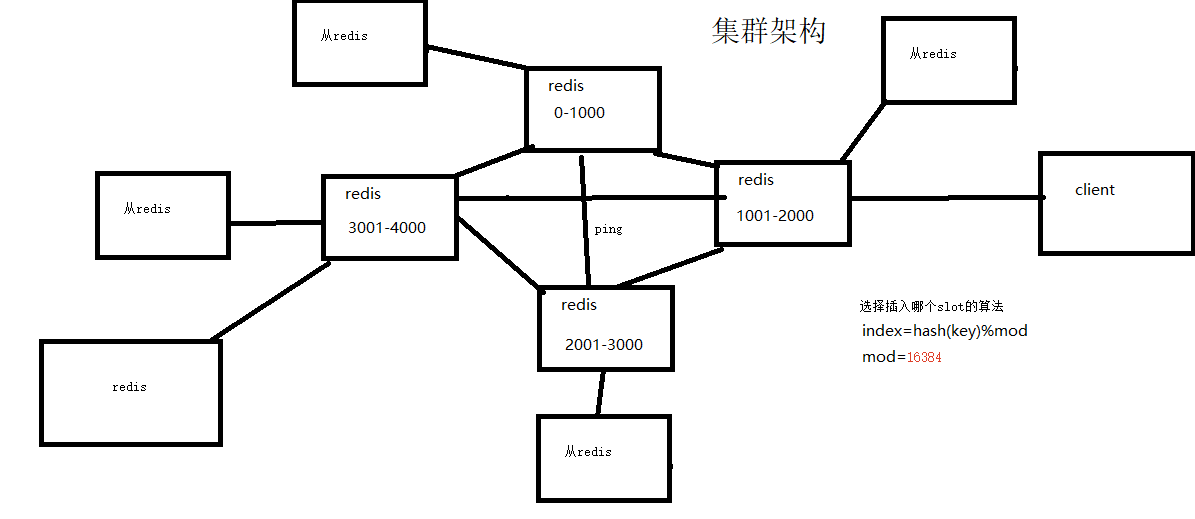 集群架构
从redis
从redis
redis
0-1000
从redis
redis
3001-4000
redis
1001-2000
client
ping
redis
2001-3000
选择插入哪个slot的算法
index=hash(key)%mod
mod=16384
redis
从redis